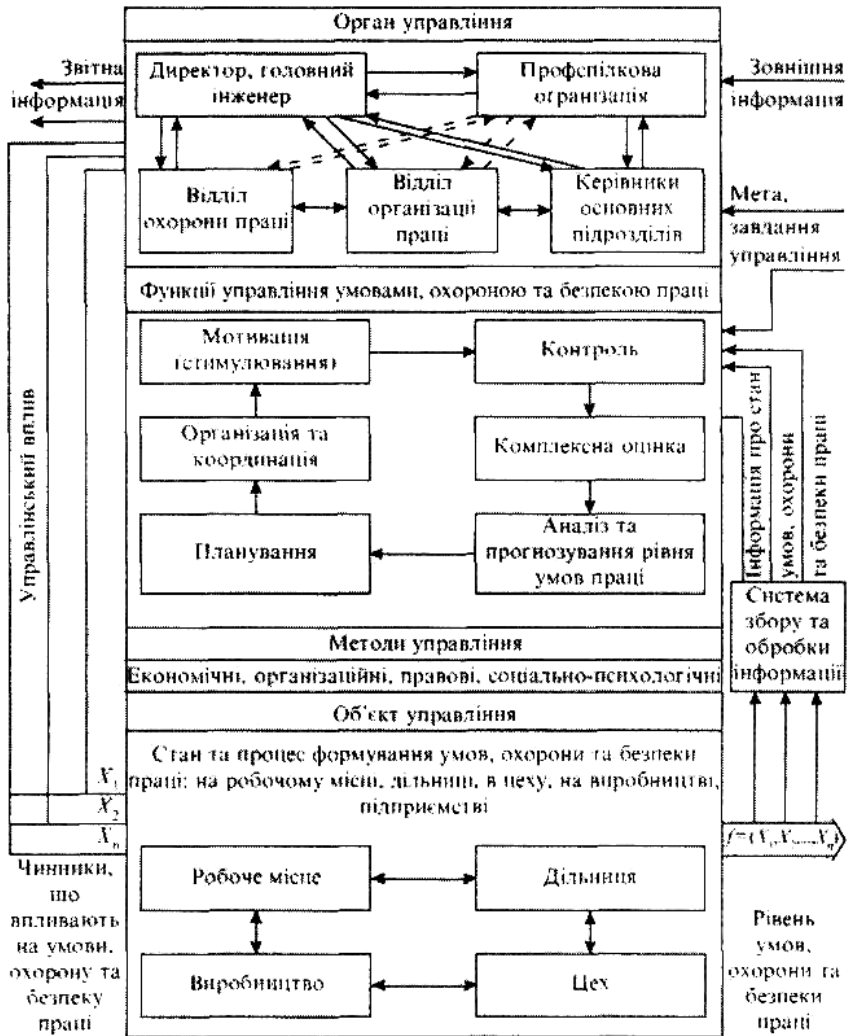 Орган управління
Звітна
інформація
Директор, головний
інженер
Профспілкова
огранізація
Зовнішня
інформація
Відділ
охорони праці
Відділ
організації
праці
Керівники
основних
підрозділів
Мета,
завдання
управління
Функції управління умовами, охороною та безпекою праці
Мотивація
(стимулювання)
Контроль
Організація та
координація
Комплексна оцінка
Планування
Аналіз та
прогнозування рівня
умов праці
Управлінський вплив
Інформація про стан
умов, охорони
та безпеки праці
Система
збору та
обробки
інформації
Методи управління
Економічні, організаційні, правові, соціально-психологічні
Об'єкт управління
Стан та процес формування умов, охорони та безпеки
праці: на робочому місці, дільниці, в цеху, на виробництві,
підприємстві
X₁
X₂
Xₙ
f=(X₁,X₂,...,Xₙ)
Робоче місце
Дільниця
Виробництво
Цех
Чинники,
що
впливають
на умови,
охорону та
безпеку
праці
Рівень
умов,
охорони та
безпеки
праці